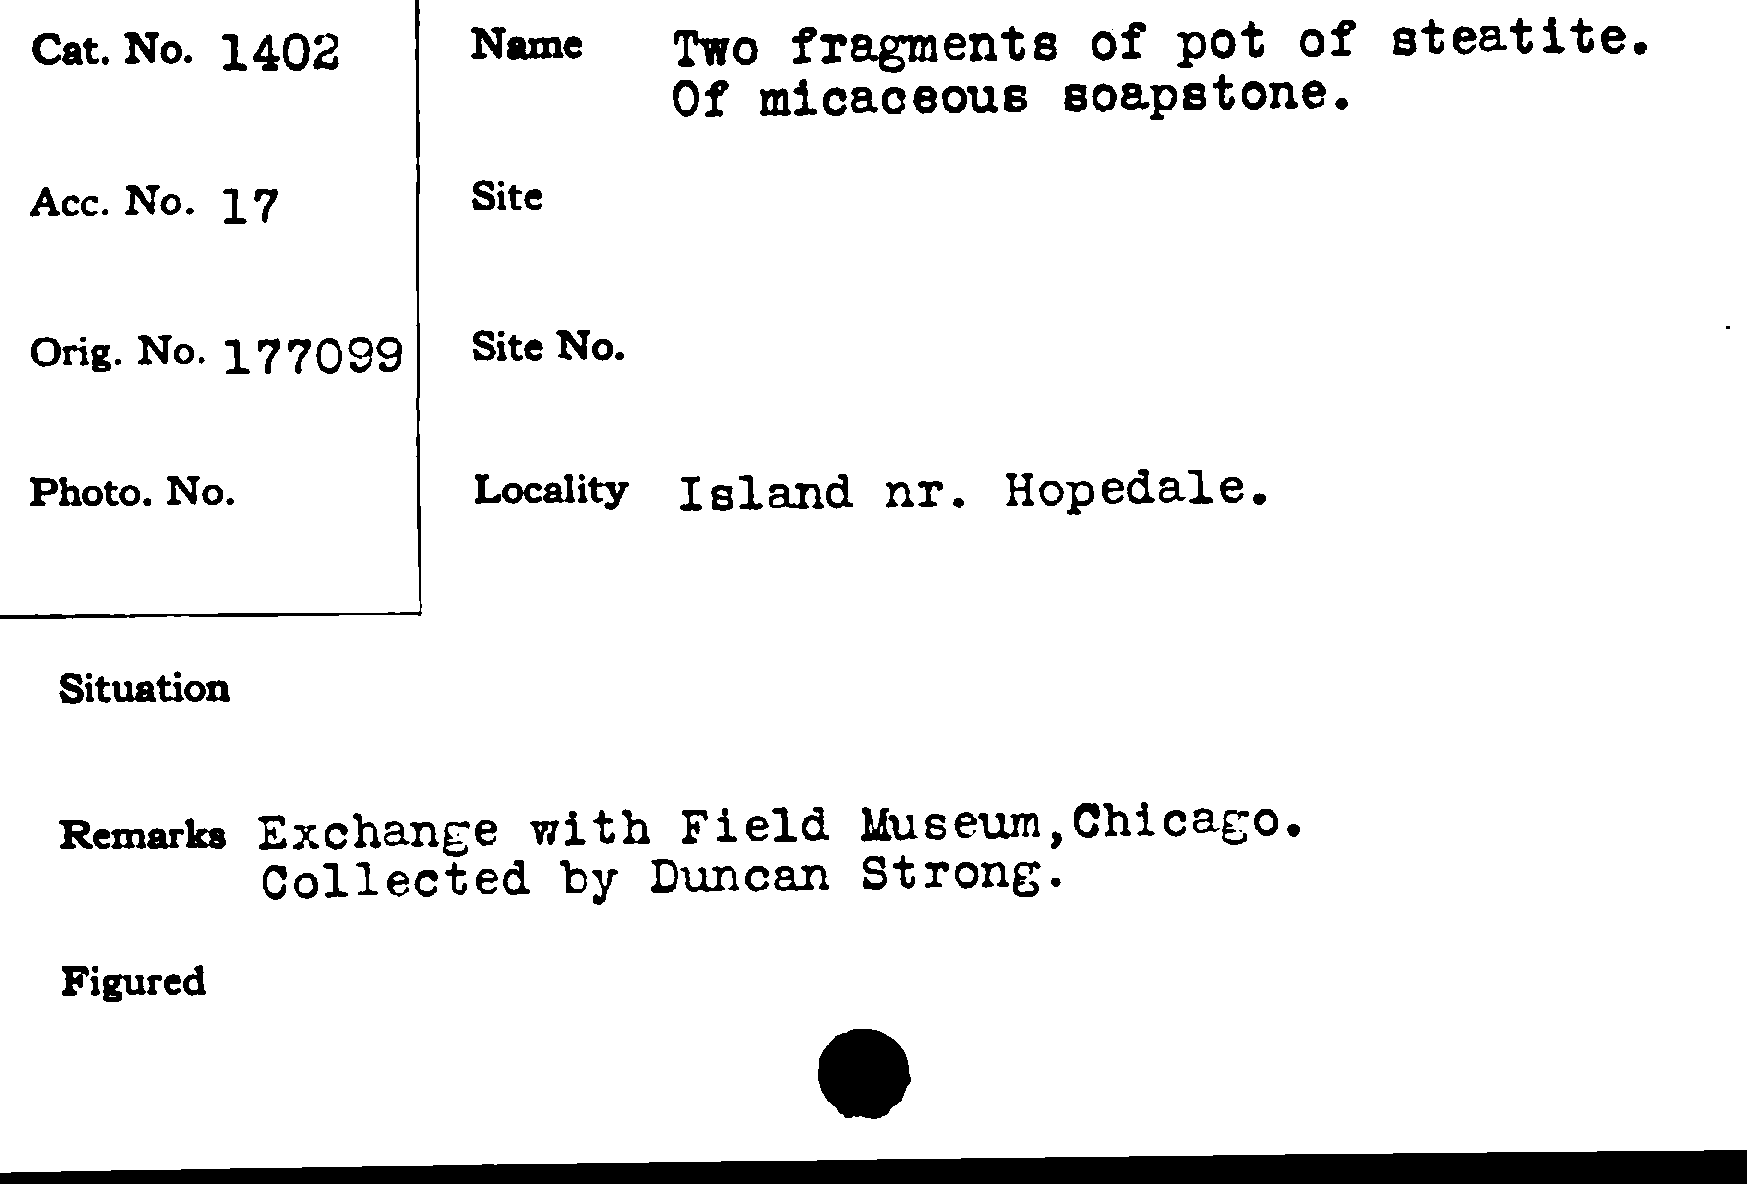 Cat. No. 1402
Name Two fragments of pot of steatite.
Of micaceous soapstone.
Acc. No. 17
Site
Orig. No. 177099
Site No.
Photo. No.
Locality Island nr. Hopedale.
Situation
Remarks Exchange with Field Museum,Chicago.
Collected by Duncan Strong.
Figured